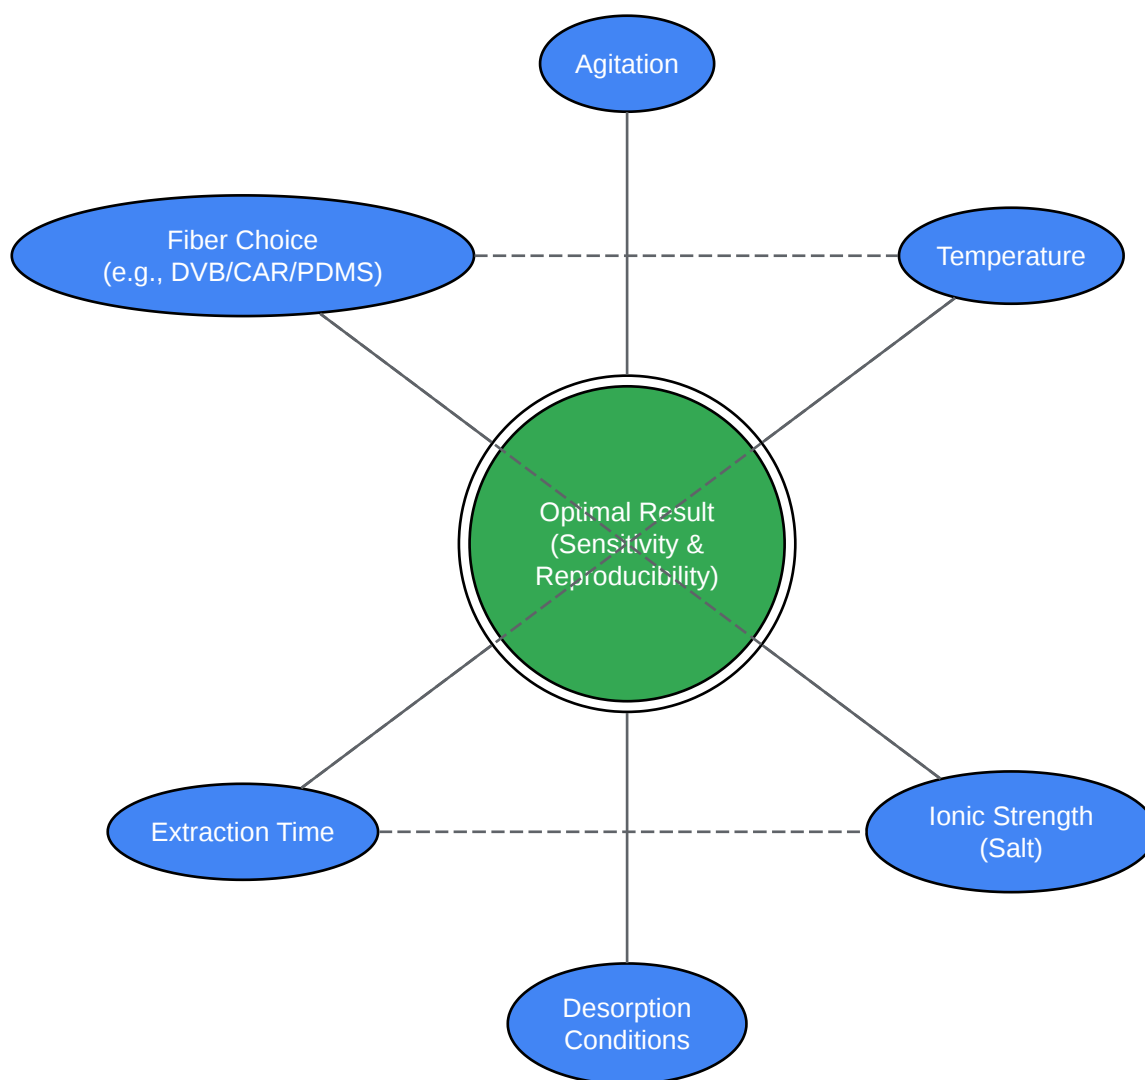 Agitation
Fiber Choice
(e.g., DVB/CAR/PDMS)
Temperature
Optimal Result
(Sensitivity &
Reproducibility)
Extraction Time
Ionic Strength
(Salt)
Desorption
Conditions